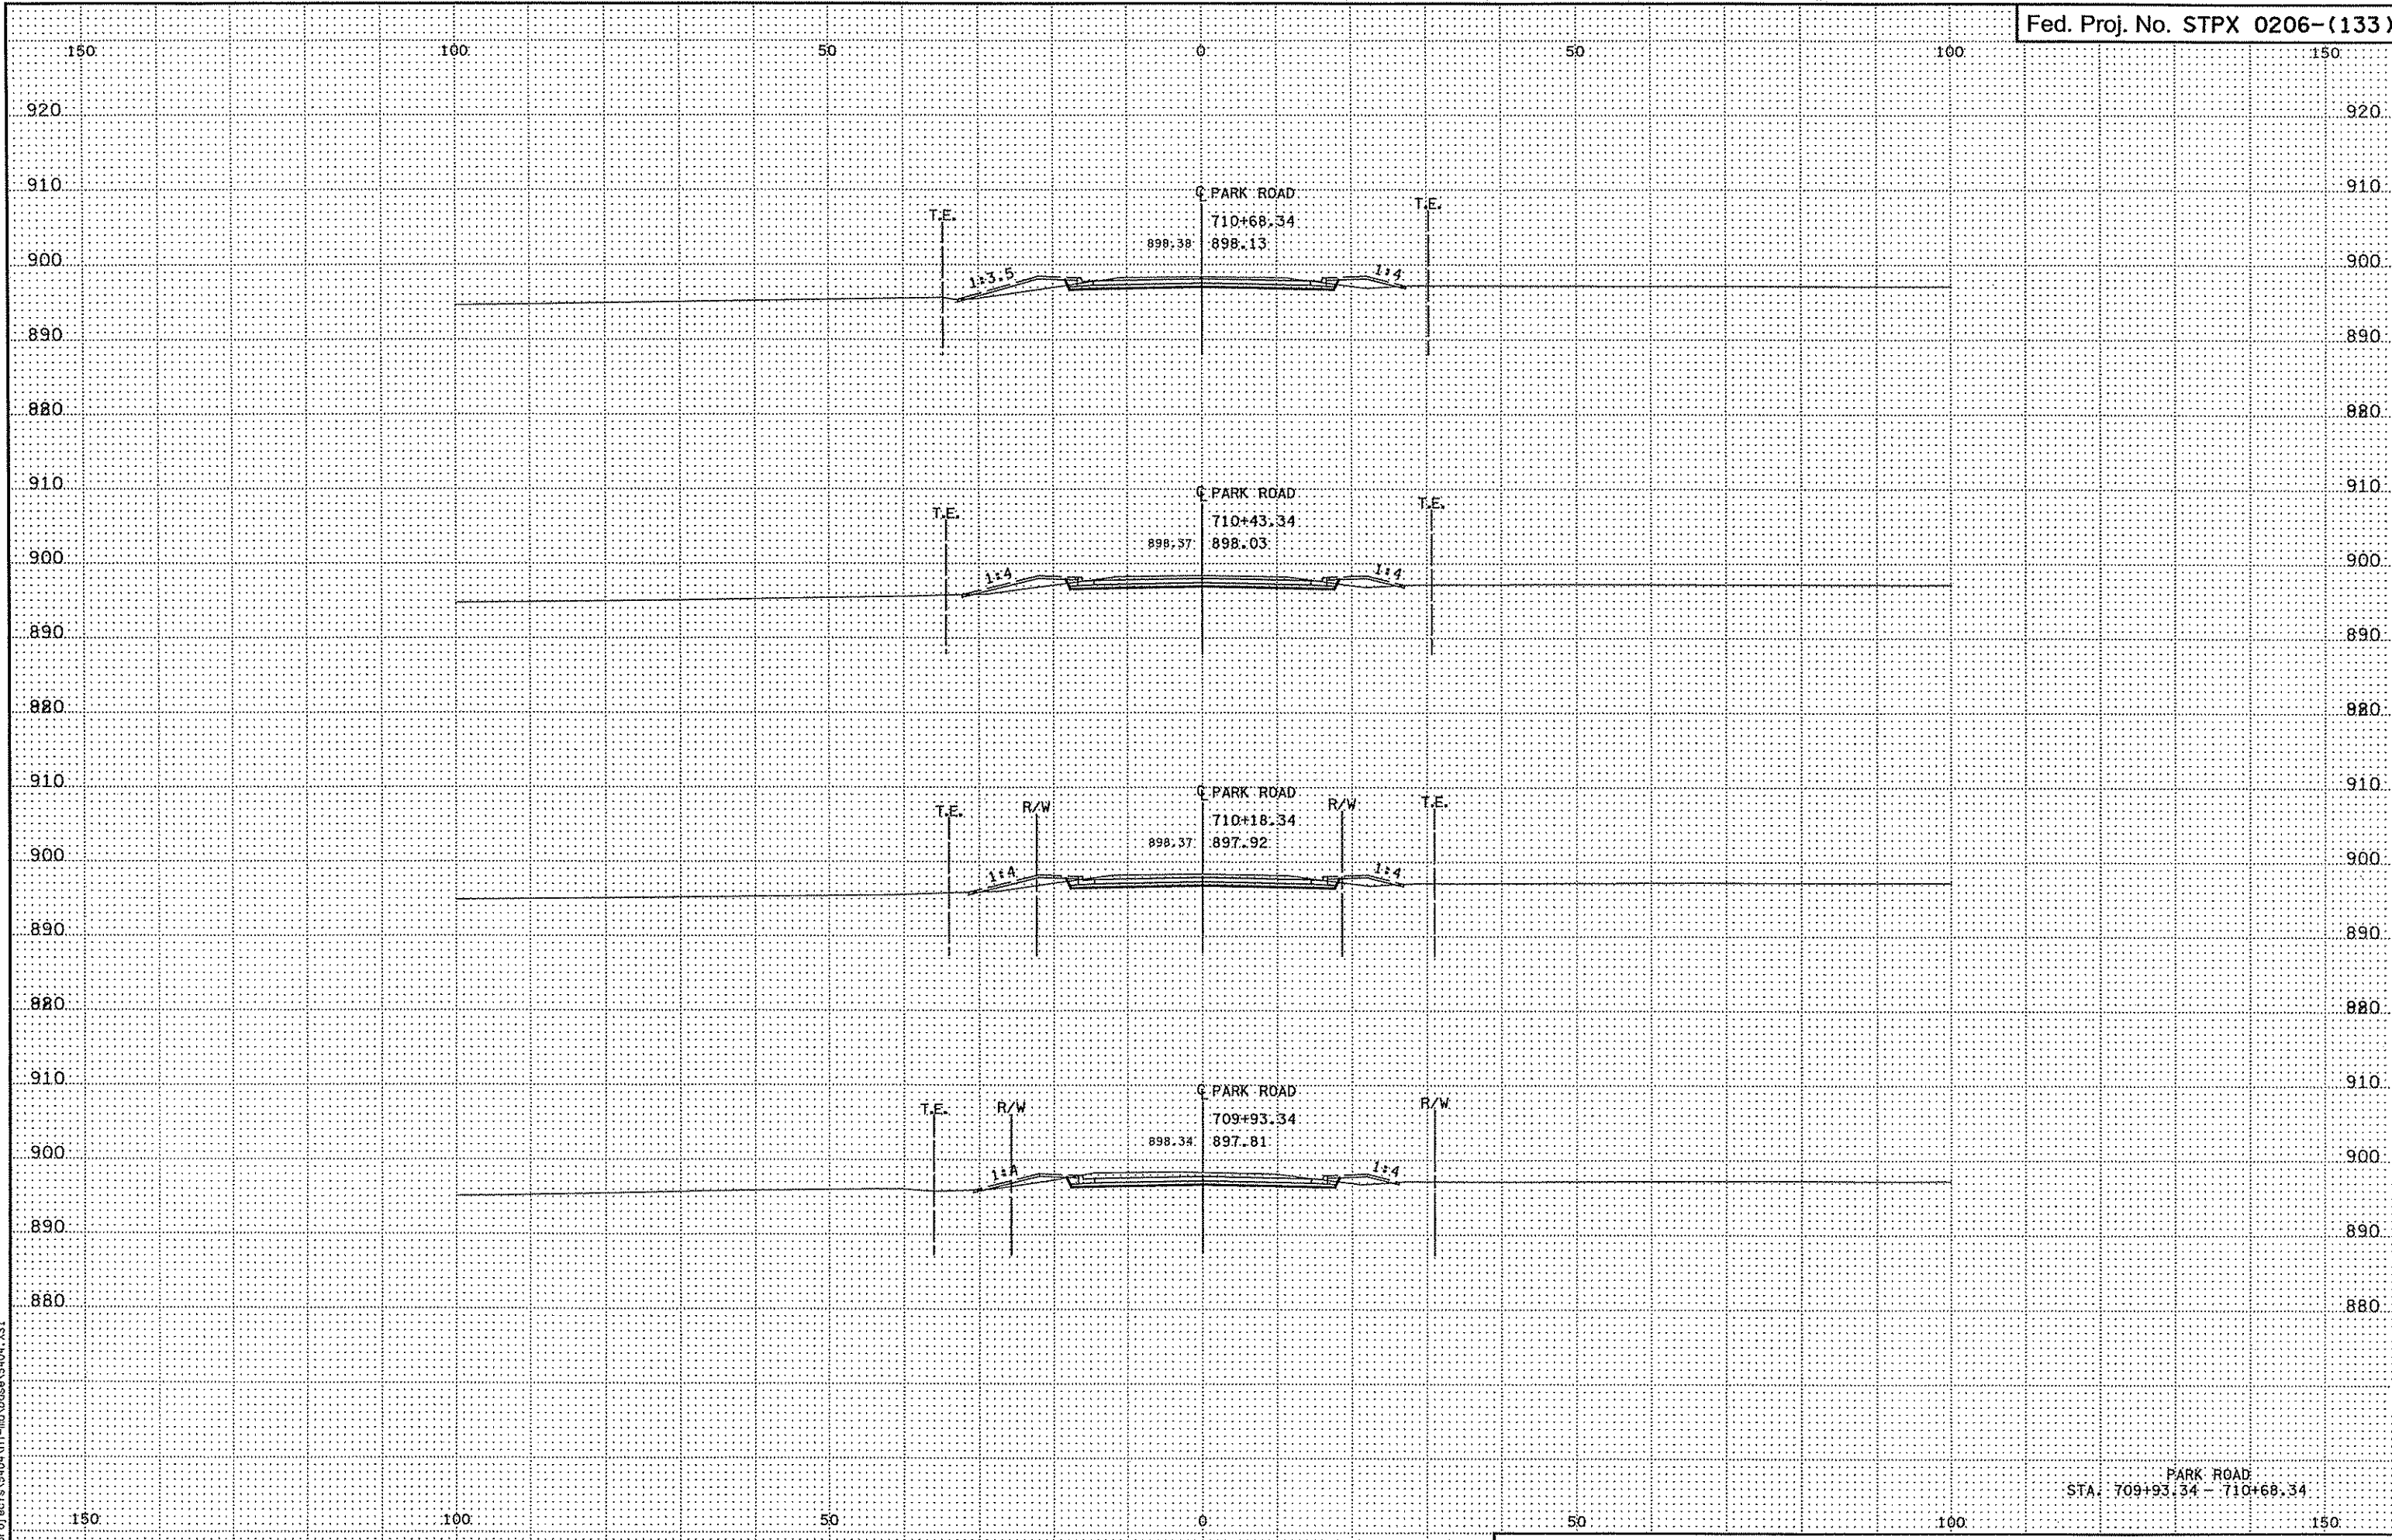 Fed. Proj. No. STPX 0206-(133)
150 100 50 0 50 100 150
920 920
910 910
℄ PARK ROAD
T.E. T.E.
710+68.34
898.38 898.13
900 900
1:3.5 1:4
890 890
880
910 910
℄ PARK ROAD
T.E. T.E.
710+43.34
898.37 898.03
900 900
1:4 1:4
890 890
880
910 910
℄ PARK ROAD
T.E. R/W R/W T.E.
710+18.34
898.37 897.92
900 900
1:4 1:4
890 890
880
910 910
℄ PARK ROAD
T.E. R/W R/W
709+93.34
898.34 897.81
900 900
1:4 1:4
890 890
880 880
PARK ROAD
STA. 709+93.34 - 710+68.34
150 100 50 0 50 100 150